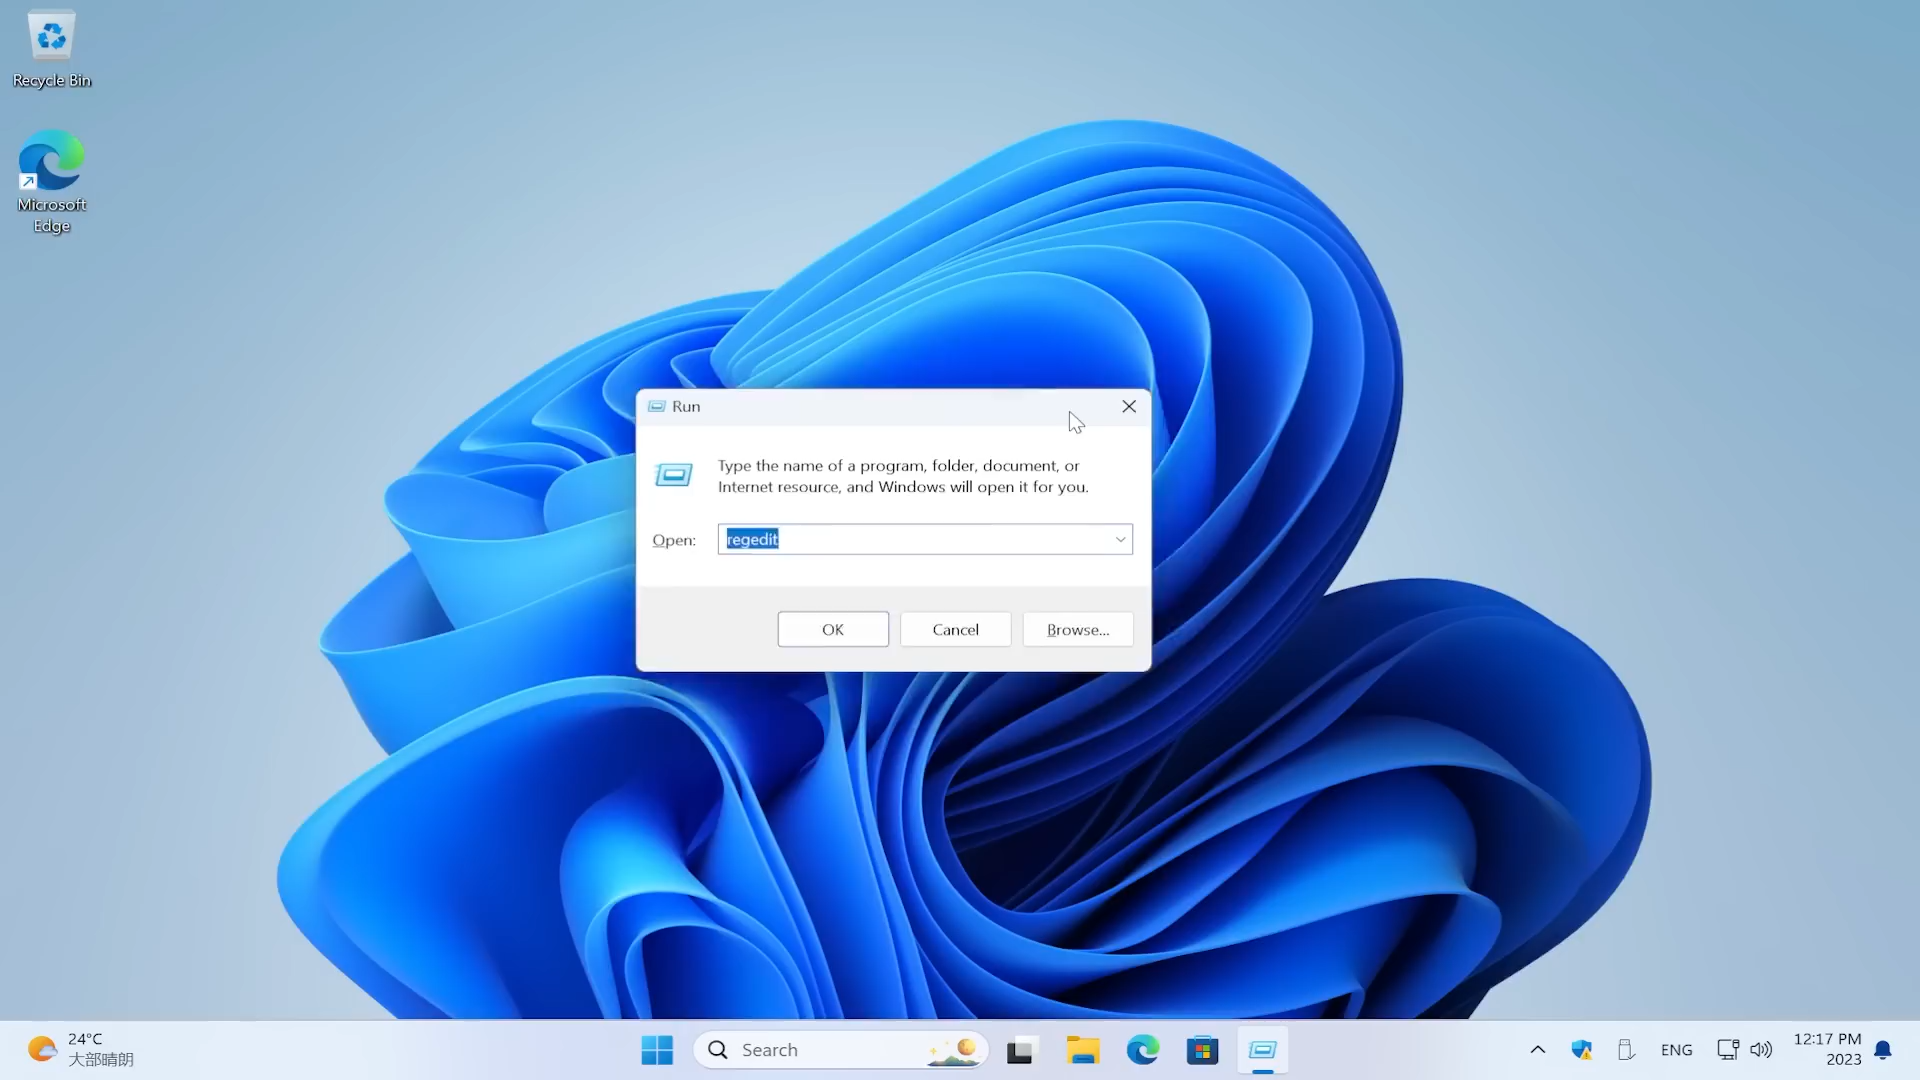 Recycle Bin
Microsoft
Edge
Run
Type the name of a program, folder, document, or
Internet resource, and Windows will open it for you.
Open:
regedit
OK
Cancel
Browse...
24°C
大部晴朗
Search
ENG
12:17 PM
2023